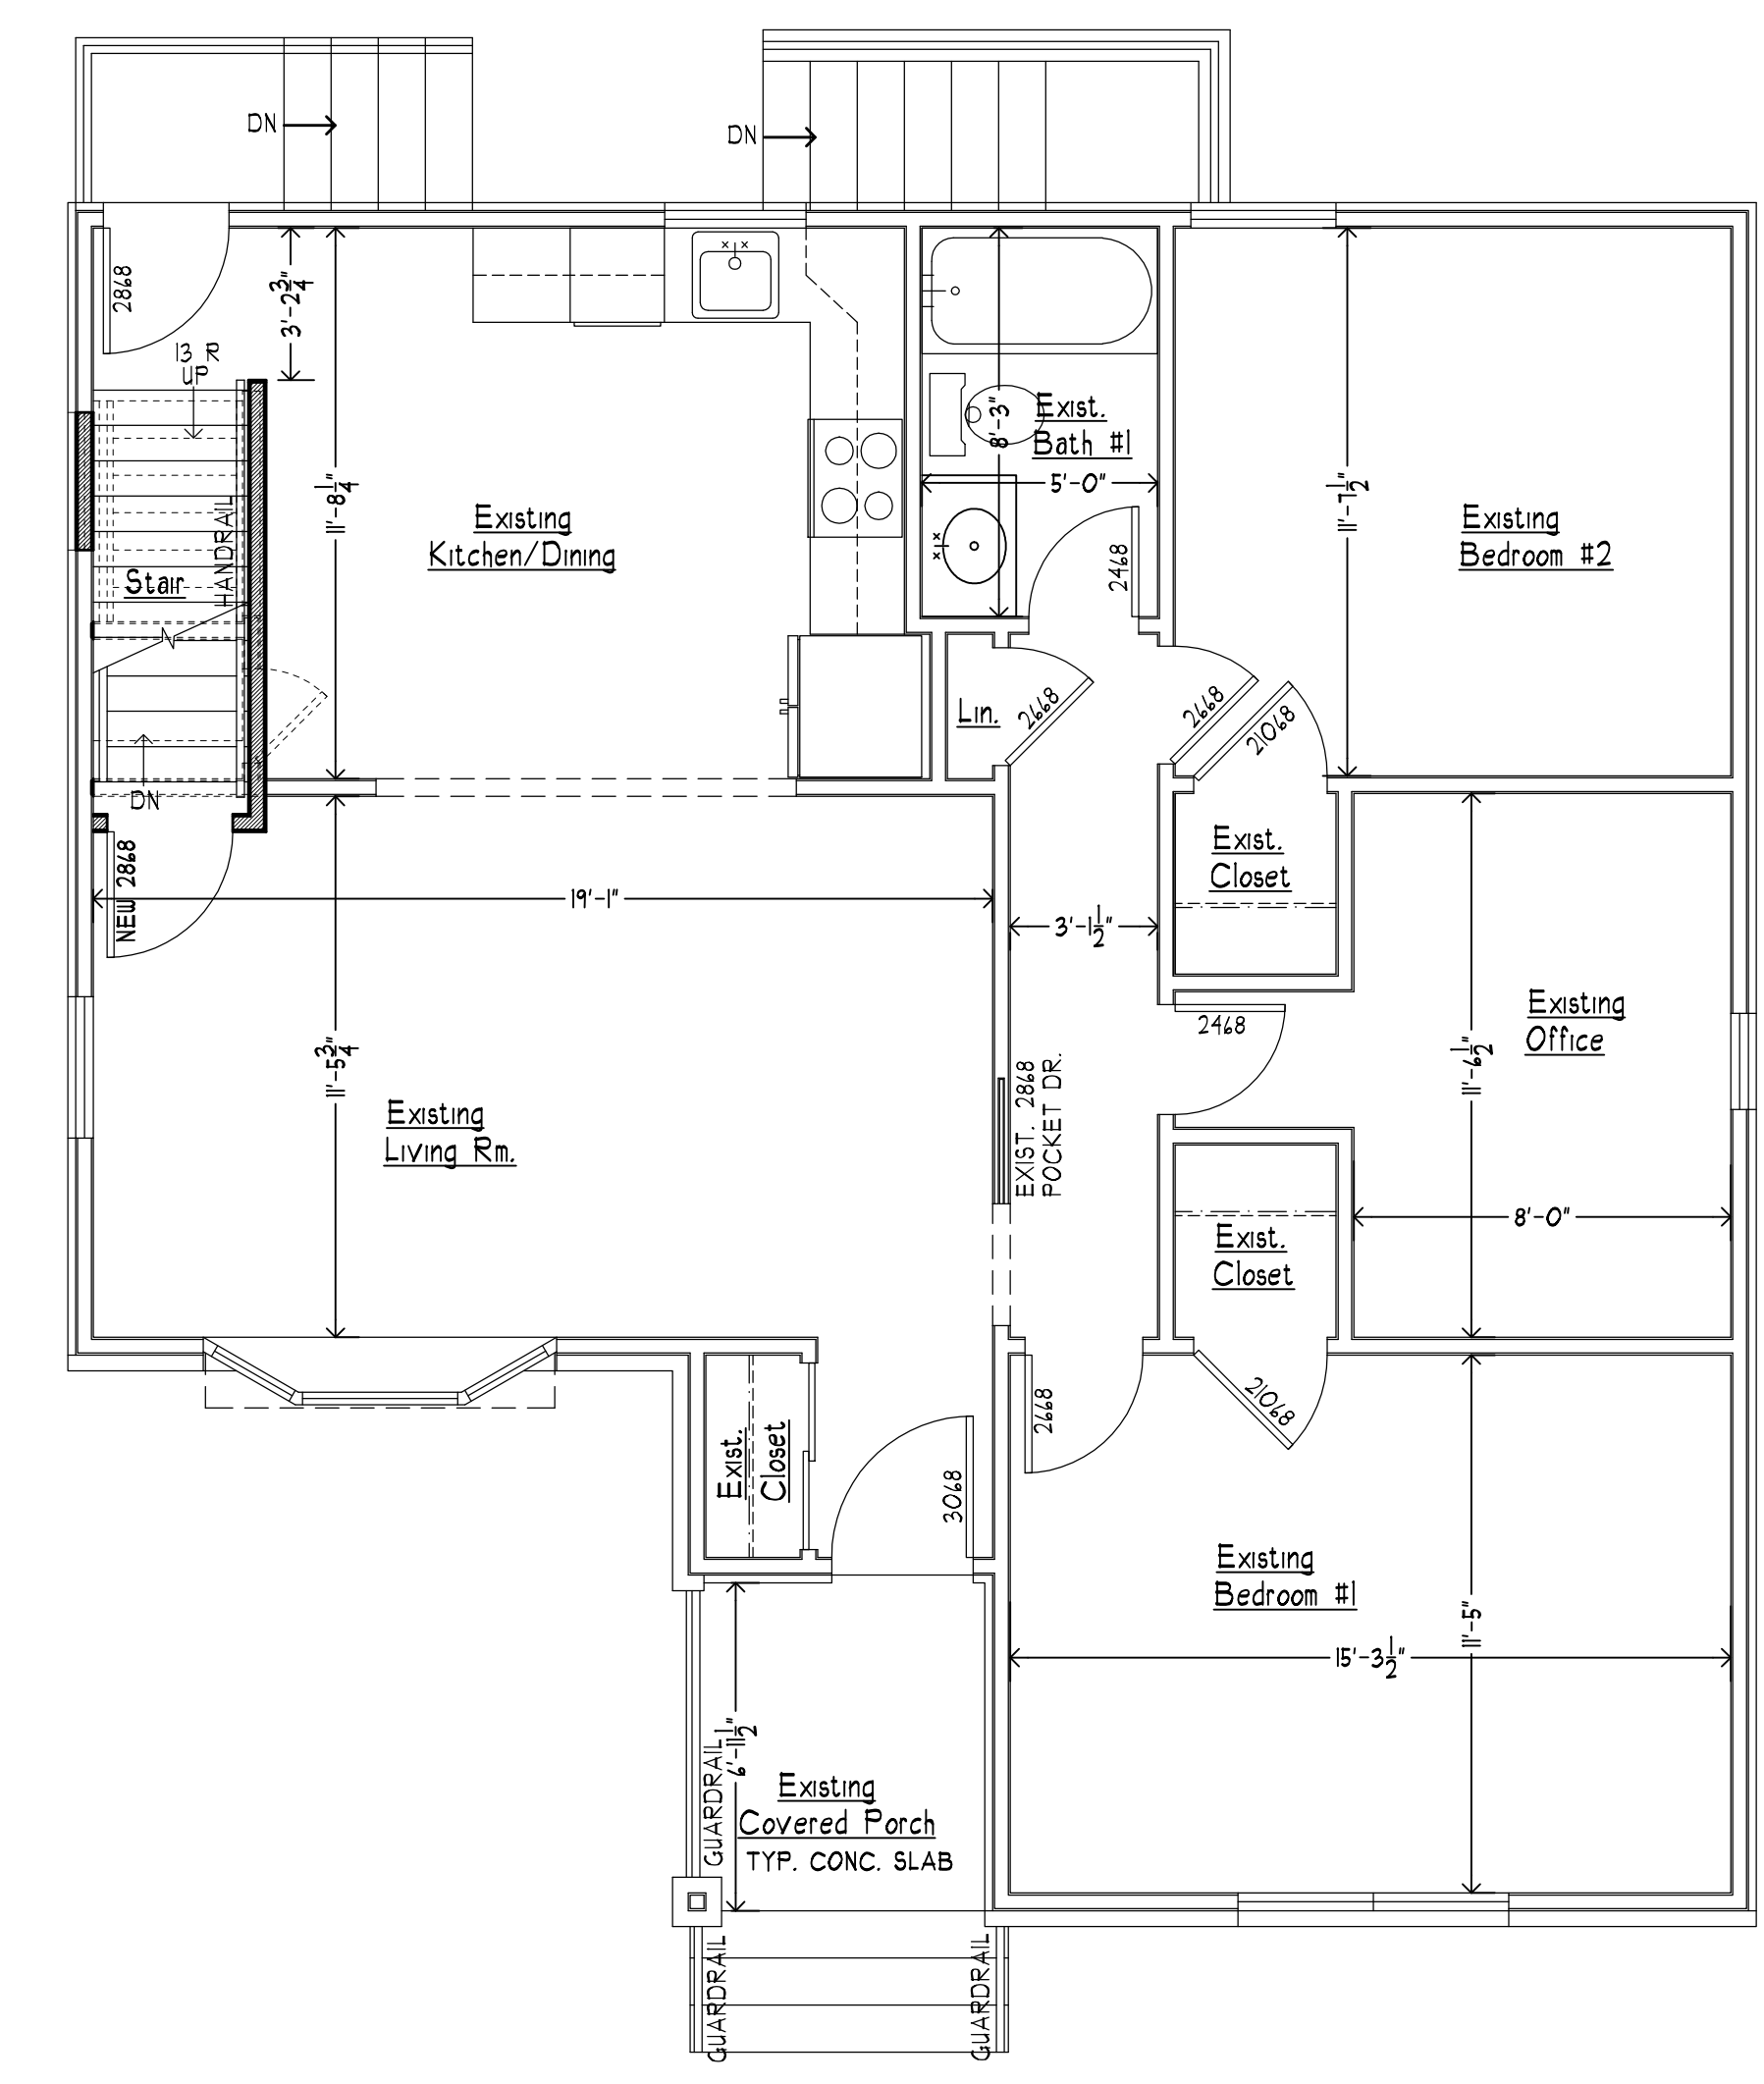 DN
DN
2868
3'-2 3/4"
13 R
UP
11'-8 1/4"
HANDRAIL
Stair
DN
NEW 2868
Existing
Kitchen/Dining
8'-3"
Exist.
Bath #1
5'-0"
2468
Lin.
2668
2668
21068
11'-7 1/2"
Existing
Bedroom #2
Exist.
Closet
19'-1"
3'-1 1/2"
11'-5 3/4"
Existing
Living Rm.
EXIST. 2868
POCKET DR.
2468
Existing
Office
11'-6 1/2"
8'-0"
Exist.
Closet
2668
21068
Exist.
Closet
3068
Existing
Bedroom #1
11'-5"
15'-3 1/2"
6'-11 1/2"
GUARDRAIL
Existing
Covered Porch
TYP. CONC. SLAB
GUARDRAIL
GUARDRAIL